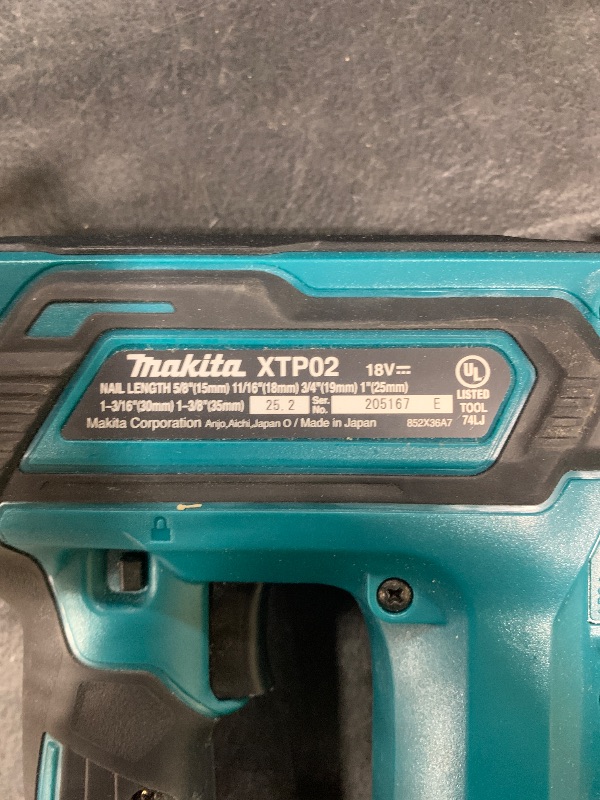 makita XTP02 18V⎓
NAIL LENGTH 5/8"(15mm) 11/16"(18mm) 3/4"(19mm) 1"(25mm)
1-3/16"(30mm) 1-3/8"(35mm) 25.2 Ser. No. 205167 E
Makita Corporation Anjo,Aichi,Japan O / Made in Japan 852X36A7
UL
LISTED
TOOL
74LJ